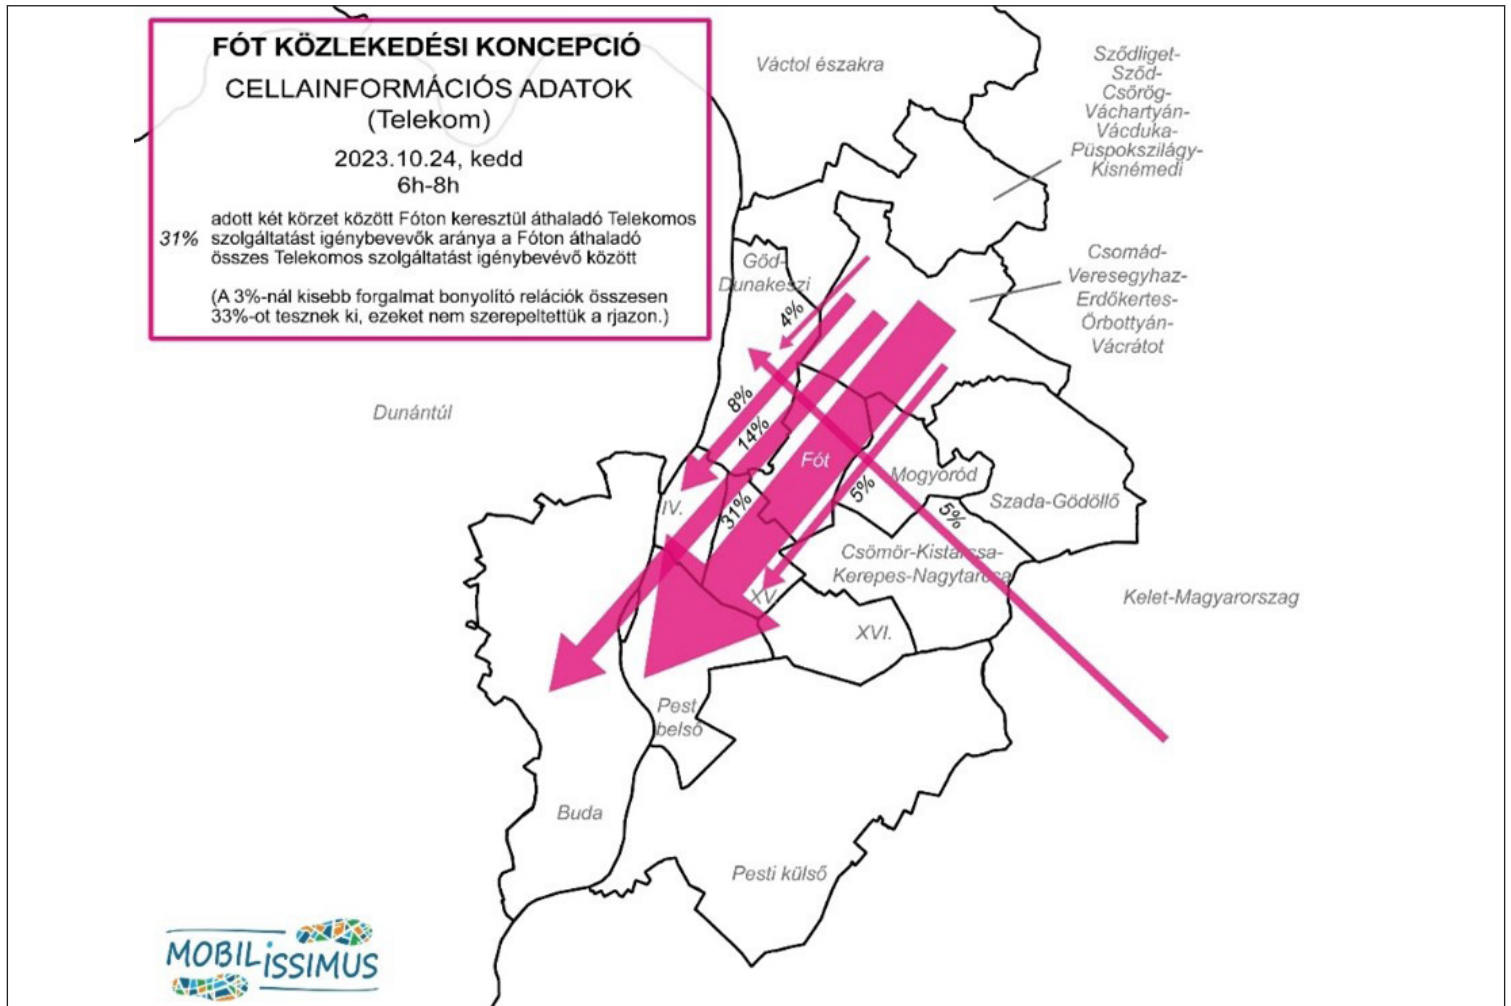 FÓT KÖZLEKEDÉSI KONCEPCIÓ
CELLAINFORMÁCIÓS ADATOK
(Telekom)
2023.10.24, kedd
6h-8h
31%
adott két körzet között Fóton keresztül áthaladó Telekomos
szolgáltatást igénybevevők aránya a Fóton áthaladó
összes Telekomos szolgáltatást igénybevévő között
(A 3%-nál kisebb forgalmat bonyolító relációk összesen
33%-ot tesznek ki, ezeket nem szerepeltettük a rjazon.)
Váctol északra
Sződliget-
Sződ-
Csörög-
Váchartyán-
Vácduka-
Püspokszilágy-
Kisnémedi
Göd-
Dunakeszi
Csomád-
Veresegyhaz-
Erdőkertes-
Őrbottyán-
Vácrátot
4%
8%
14%
31%
5%
5%
Dunántúl
Fót
Mogyoród
Szada-Gödöllő
IV.
Csömör-Kistarcsa-
Kerepes-Nagytarcsa
XV.
XVI.
Kelet-Magyarorszag
Pest
belső
Buda
Pesti külső
MOBILiSSIMUS